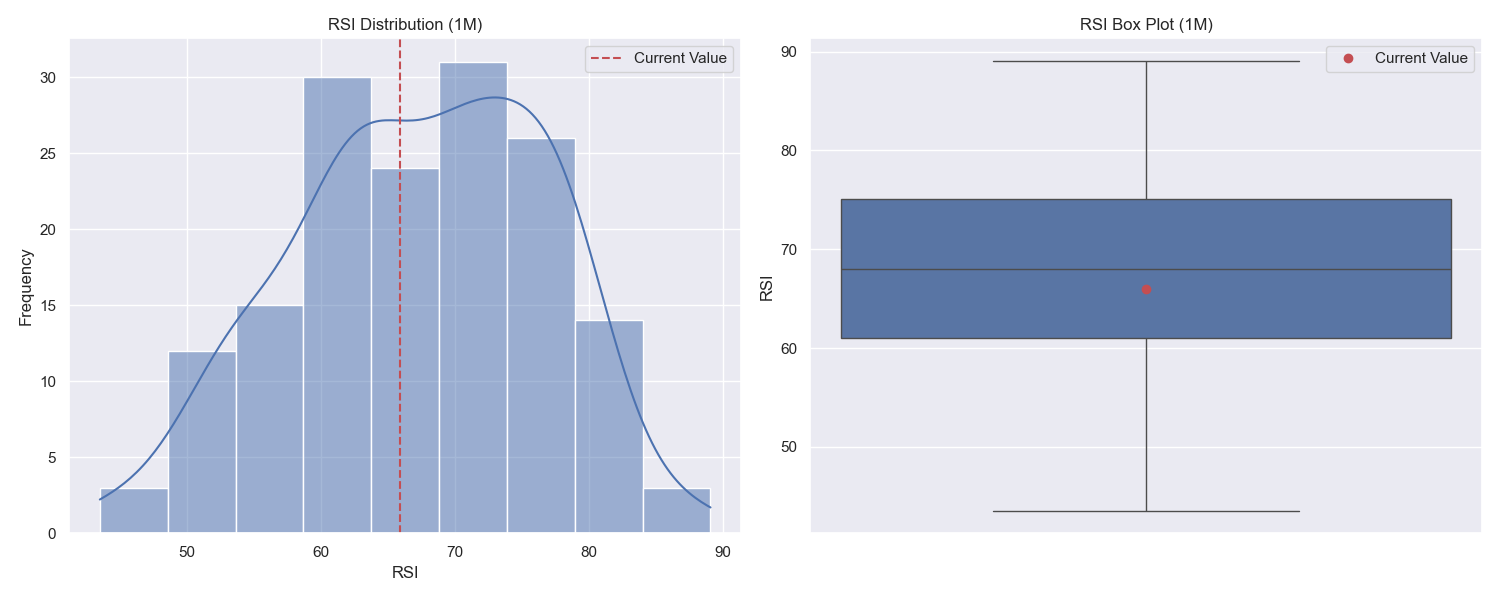 RSI Distribution (1M)
Current Value
30
25
20
15
10
5
0
Frequency
50 60 70 80 90
RSI
RSI Box Plot (1M)
Current Value
90
80
70
60
50
RSI